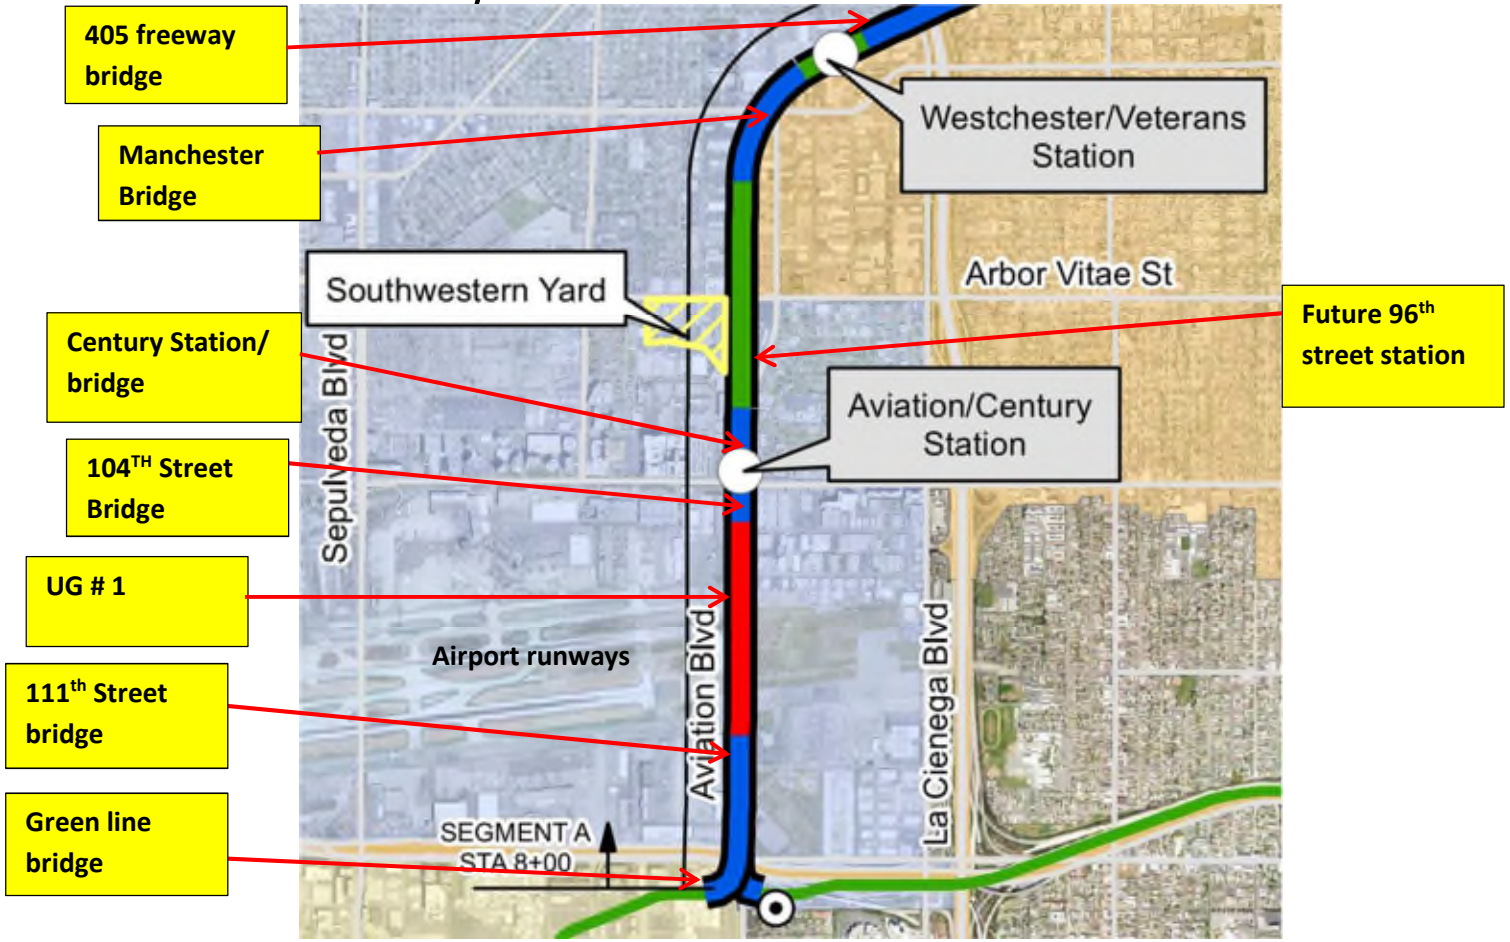 405 freeway
bridge
Manchester
Bridge
Westchester/Veterans
Station
Southwestern Yard
Arbor Vitae St
Century Station/
bridge
Future 96th
street station
Aviation/Century
Station
104TH Street
Bridge
Sepulveda Blvd
UG # 1
Airport runways
Aviation Blvd
La Cienega Blvd
111th Street
bridge
Green line
bridge
SEGMENT A
STA 8+00